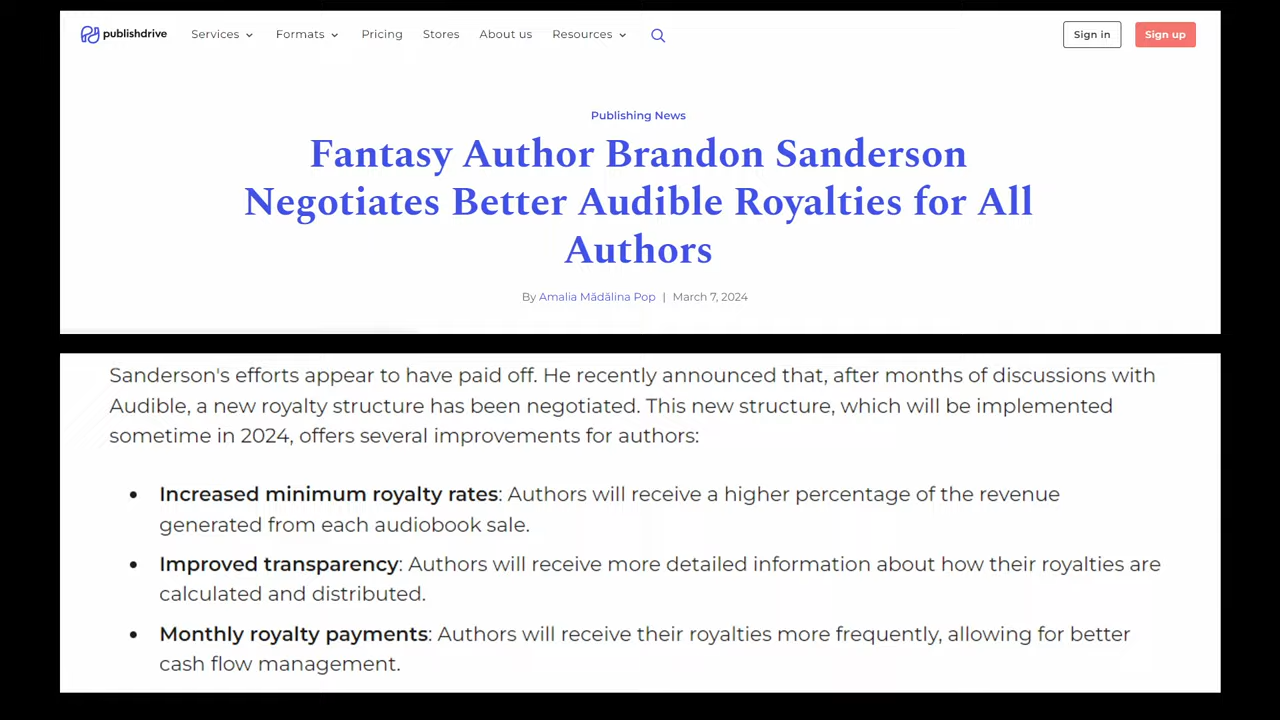 publishdrive Services Formats Pricing Stores About us Resources Sign in Sign up
Publishing News
Fantasy Author Brandon Sanderson
Negotiates Better Audible Royalties for All
Authors
By Amalia Mădălina Pop | March 7, 2024
Sanderson's efforts appear to have paid off. He recently announced that, after months of discussions with
Audible, a new royalty structure has been negotiated. This new structure, which will be implemented
sometime in 2024, offers several improvements for authors:
• Increased minimum royalty rates: Authors will receive a higher percentage of the revenue
generated from each audiobook sale.
• Improved transparency: Authors will receive more detailed information about how their royalties are
calculated and distributed.
• Monthly royalty payments: Authors will receive their royalties more frequently, allowing for better
cash flow management.